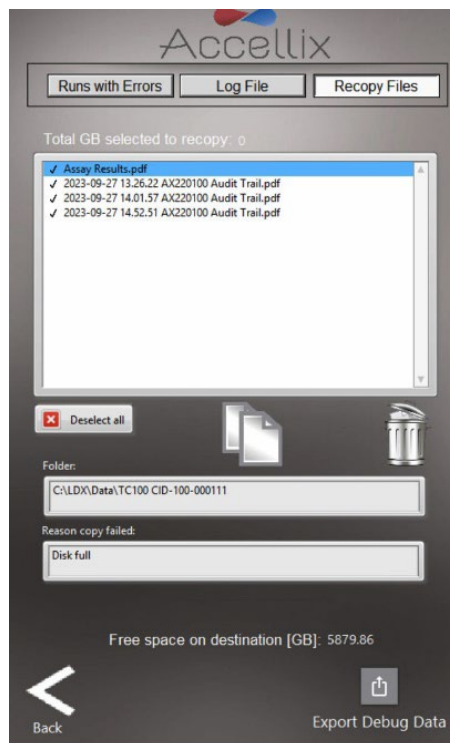 Accellix
Runs with Errors Log File Recopy Files
Total GB selected to recopy: 0
✓ Assay Results.pdf
✓ 2023-09-27 13.26.22 AX220100 Audit Trail.pdf
✓ 2023-09-27 14.01.57 AX220100 Audit Trail.pdf
✓ 2023-09-27 14.52.51 AX220100 Audit Trail.pdf
Deselect all
Folder:
C:\LDX\Data\TC100 CID-100-000111
Reason copy failed:
Disk full
Free space on destination [GB]: 5879.86
Back
Export Debug Data